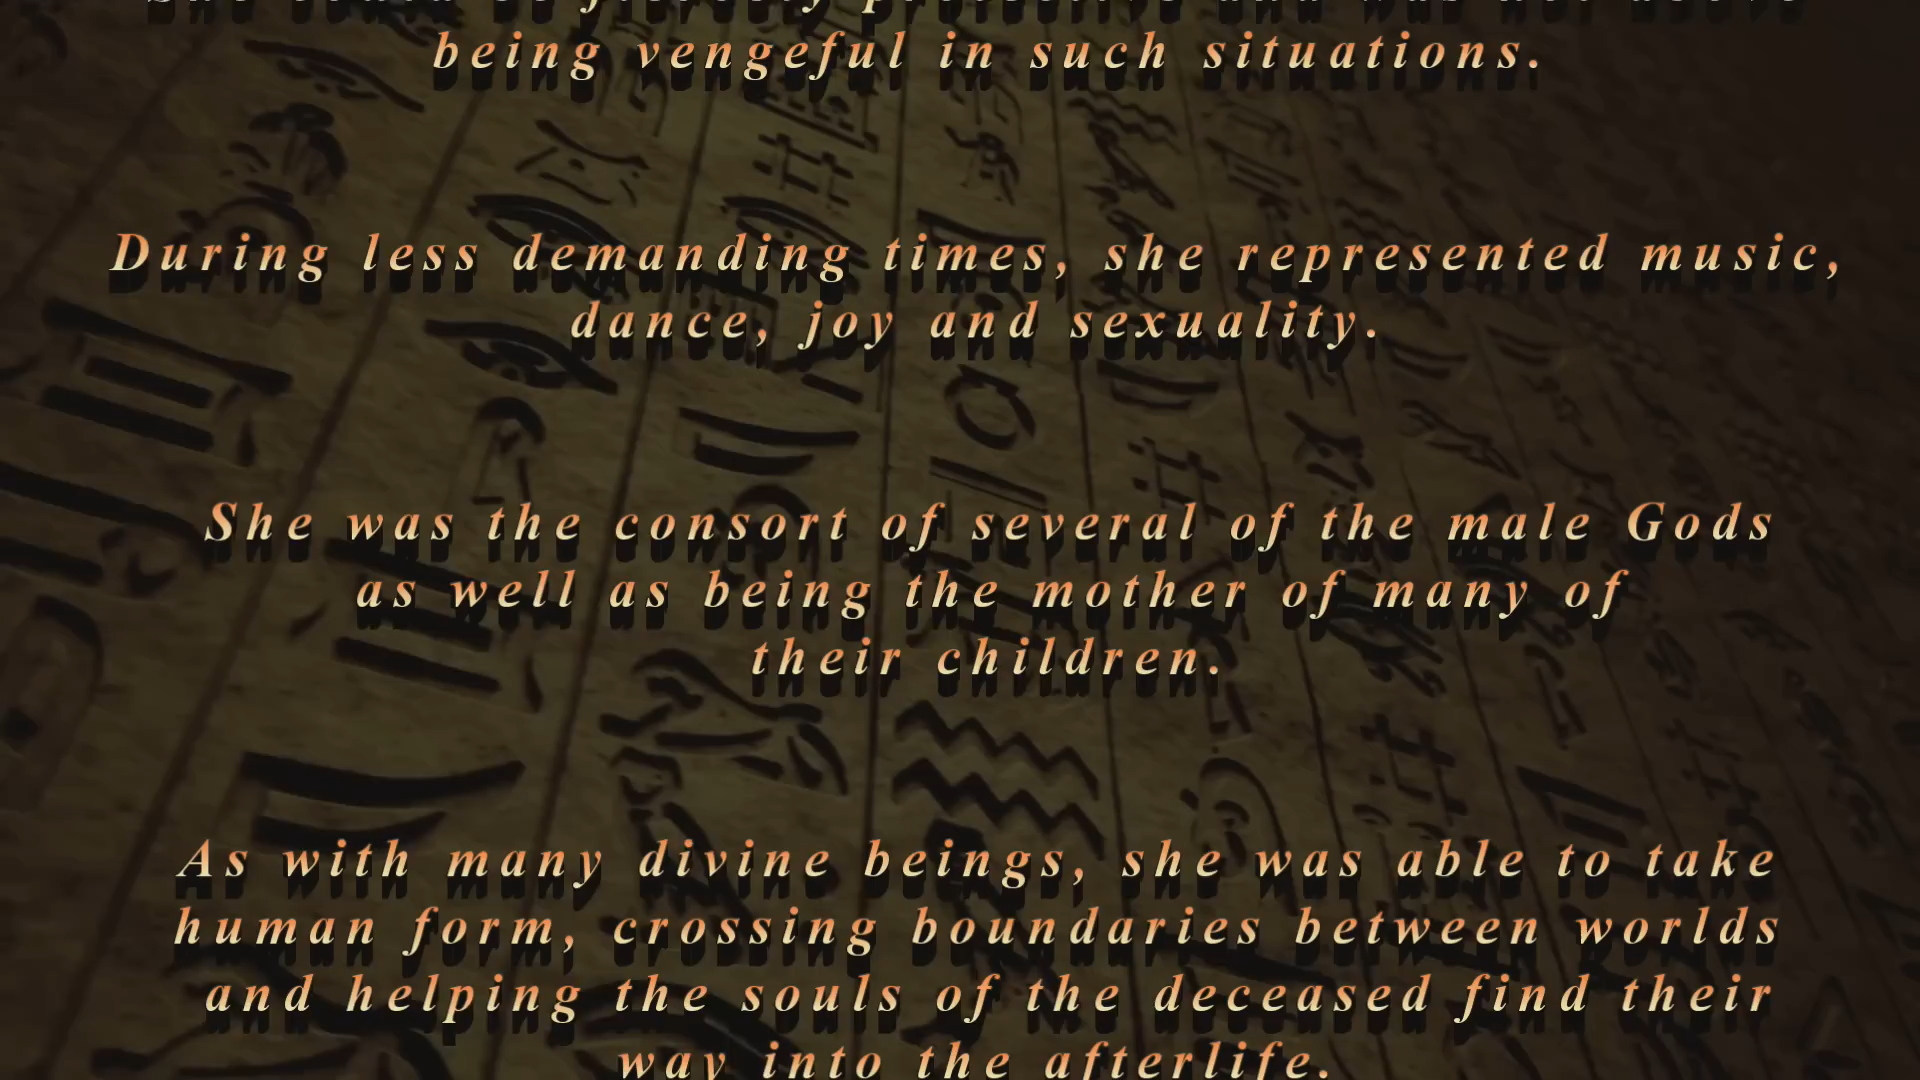 being vengeful in such situations.
During less demanding times, she represented music,
dance, joy and sexuality.
She was the consort of several of the male Gods
as well as being the mother of many of
their children.
As with many divine beings, she was able to take
human form, crossing boundaries between worlds
and helping the souls of the deceased find their
way into the afterlife.